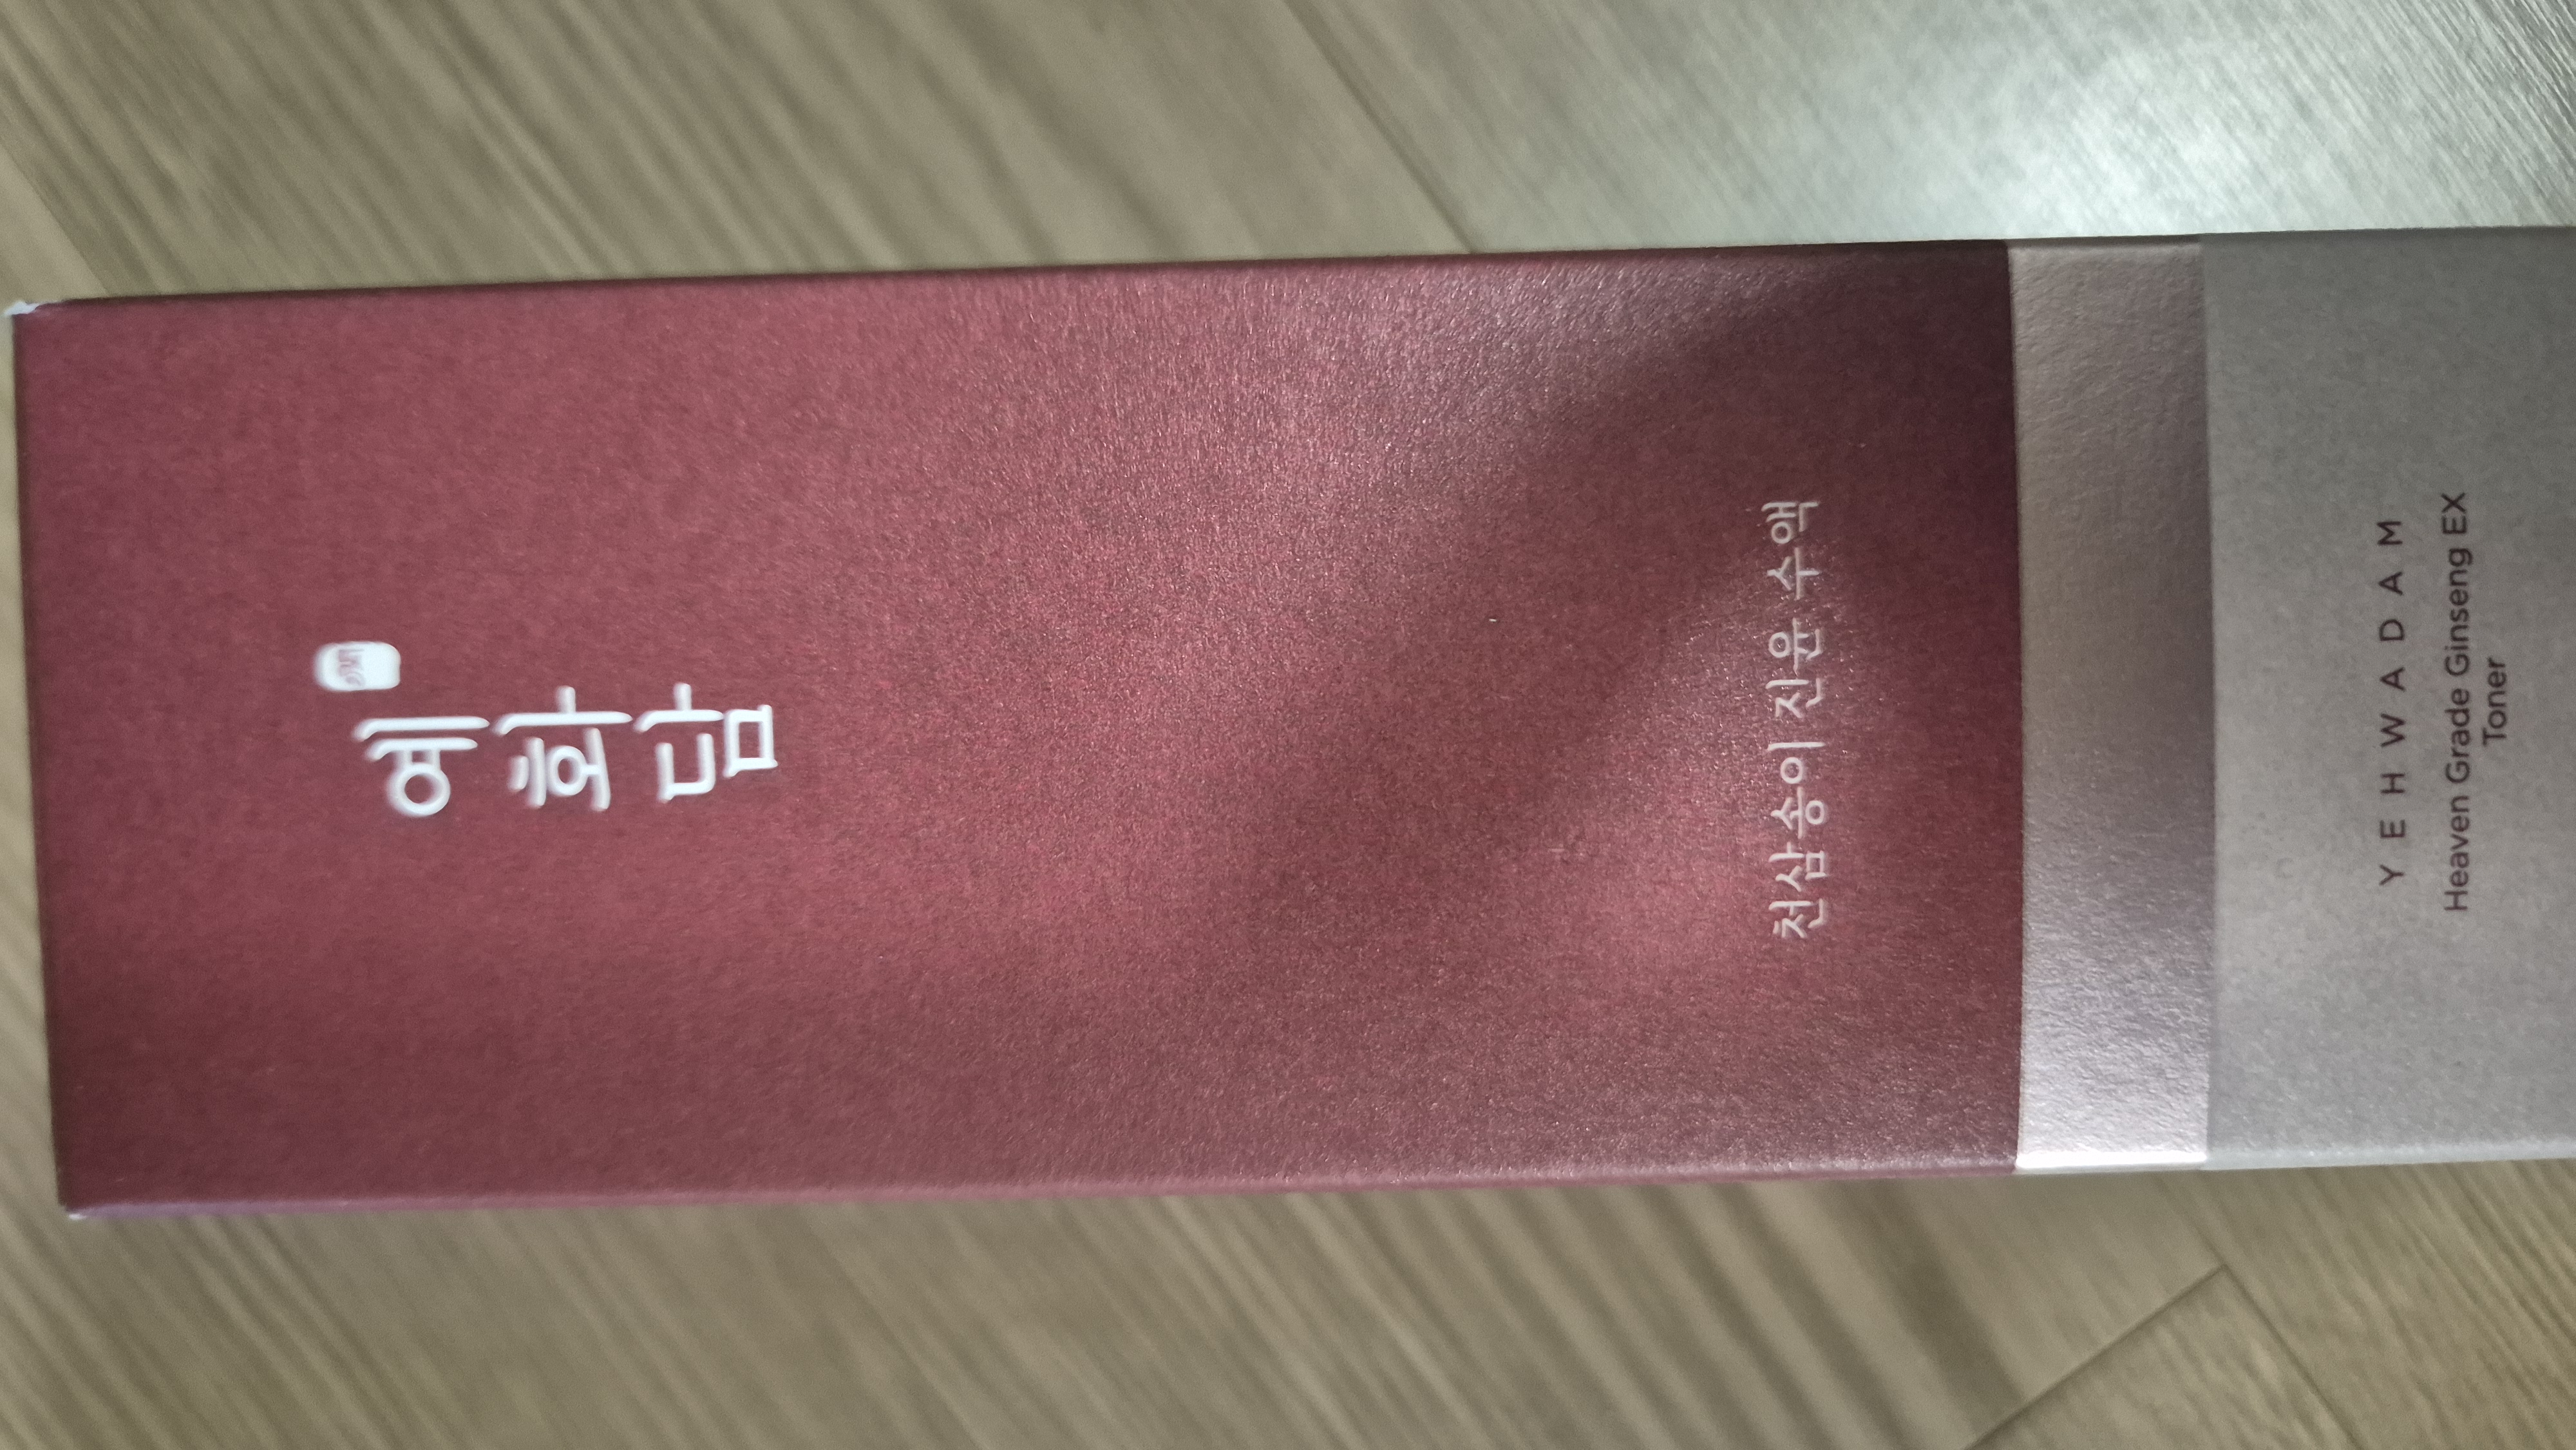 예
화
담
천삼송이 진윤 수액
YEHWADAM
Heaven Grade Ginseng EX
Toner